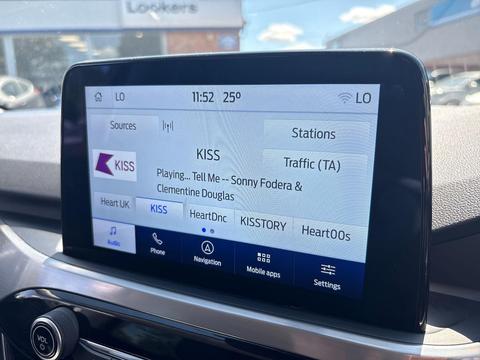 Lookers
LO 11:52 25° LO
Sources Stations
KISS
KISS Traffic (TA)
Playing... Tell Me -- Sonny Fodera &
Clementine Douglas
Heart UK KISS HeartDnc KISSTORY Heart00s
Audio Phone Navigation Mobile apps Settings
VOL